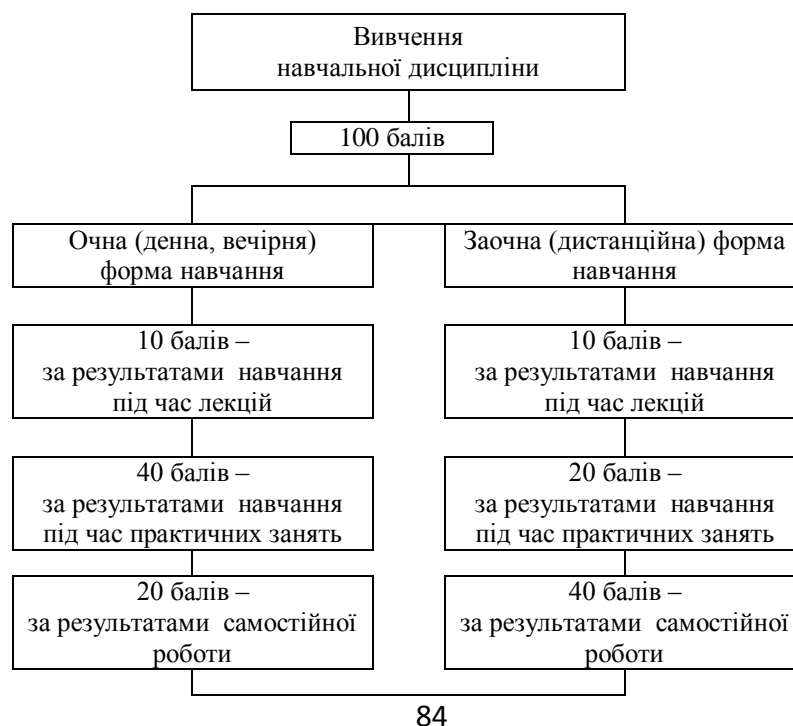 Вивчення
навчальної дисципліни
100 балів
Очна (денна, вечірня)
форма навчання
Заочна (дистанційна) форма
навчання
10 балів –
за результатами навчання
під час лекцій
10 балів –
за результатами навчання
під час лекцій
40 балів –
за результатами навчання
під час практичних занять
20 балів –
за результатами навчання
під час практичних занять
20 балів –
за результатами самостійної
роботи
40 балів –
за результатами самостійної
роботи
84